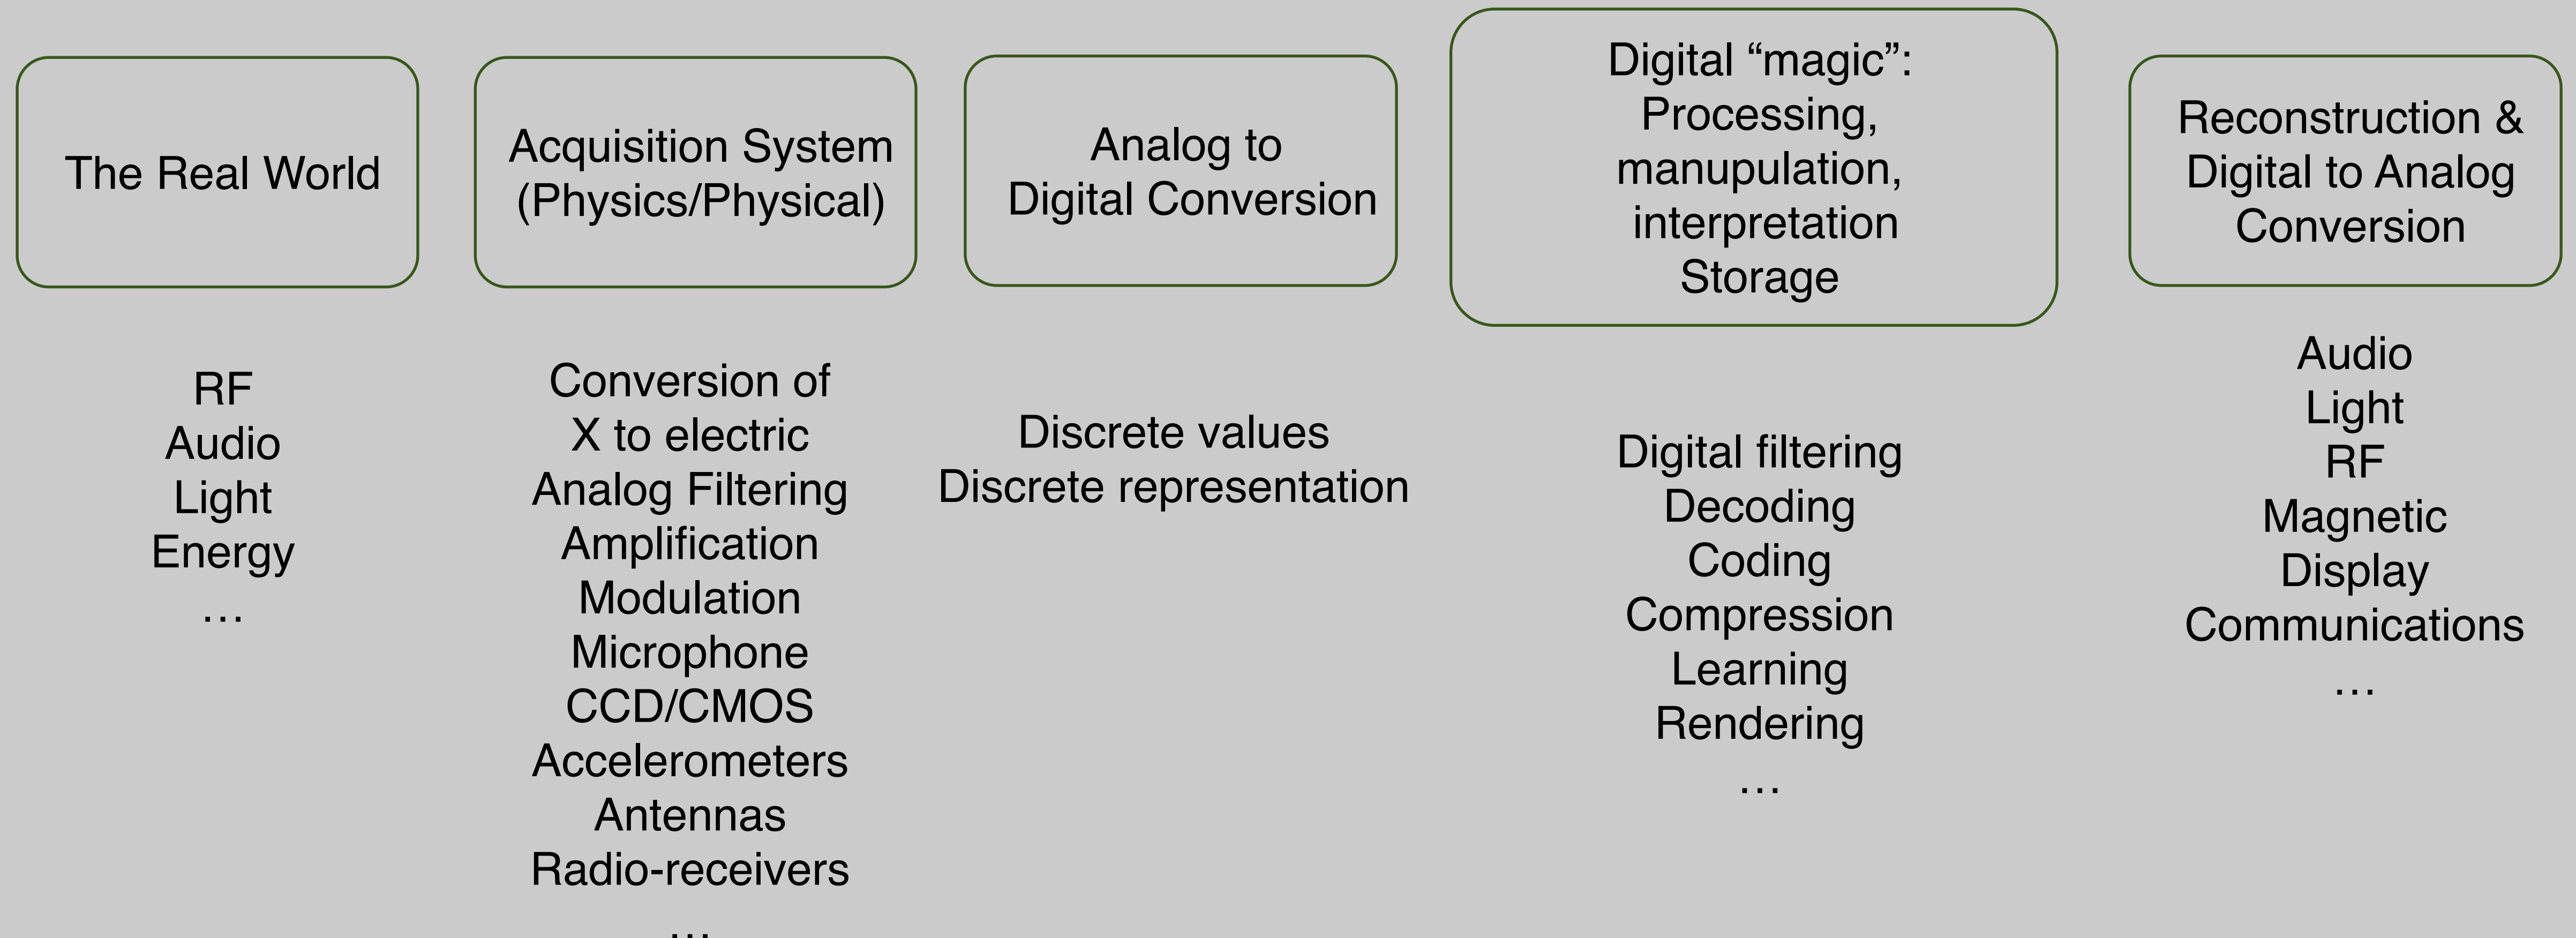 The Real World
Acquisition System
(Physics/Physical)
Analog to
Digital Conversion
Digital “magic”:
Processing,
manupulation,
interpretation
Storage
Reconstruction &
Digital to Analog
Conversion
RF
Audio
Light
Energy
…
Conversion of
X to electric
Analog Filtering
Amplification
Modulation
Microphone
CCD/CMOS
Accelerometers
Antennas
Radio-receivers
…
Discrete values
Discrete representation
Digital filtering
Decoding
Coding
Compression
Learning
Rendering
…
Audio
Light
RF
Magnetic
Display
Communications
…